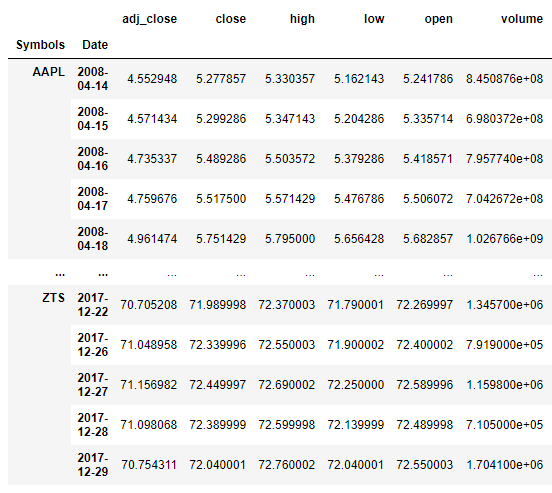 adj_close close high low open volume
Symbols Date
AAPL 2008-04-14 4.552948 5.277857 5.330357 5.162143 5.241786 8.450876e+08
2008-04-15 4.571434 5.299286 5.347143 5.204286 5.335714 6.980372e+08
2008-04-16 4.735337 5.489286 5.503572 5.379286 5.418571 7.957740e+08
2008-04-17 4.759676 5.517500 5.571429 5.476786 5.506072 7.042672e+08
2008-04-18 4.961474 5.751429 5.795000 5.656428 5.682857 1.026766e+09
... ... ... ... ... ... ... ...
ZTS 2017-12-22 70.705208 71.989998 72.370003 71.790001 72.269997 1.345700e+06
2017-12-26 71.048958 72.339996 72.550003 71.900002 72.400002 7.919000e+05
2017-12-27 71.156982 72.449997 72.690002 72.250000 72.589996 1.159800e+06
2017-12-28 71.098068 72.389999 72.599998 72.139999 72.489998 7.105000e+05
2017-12-29 70.754311 72.040001 72.760002 72.040001 72.550003 1.704100e+06